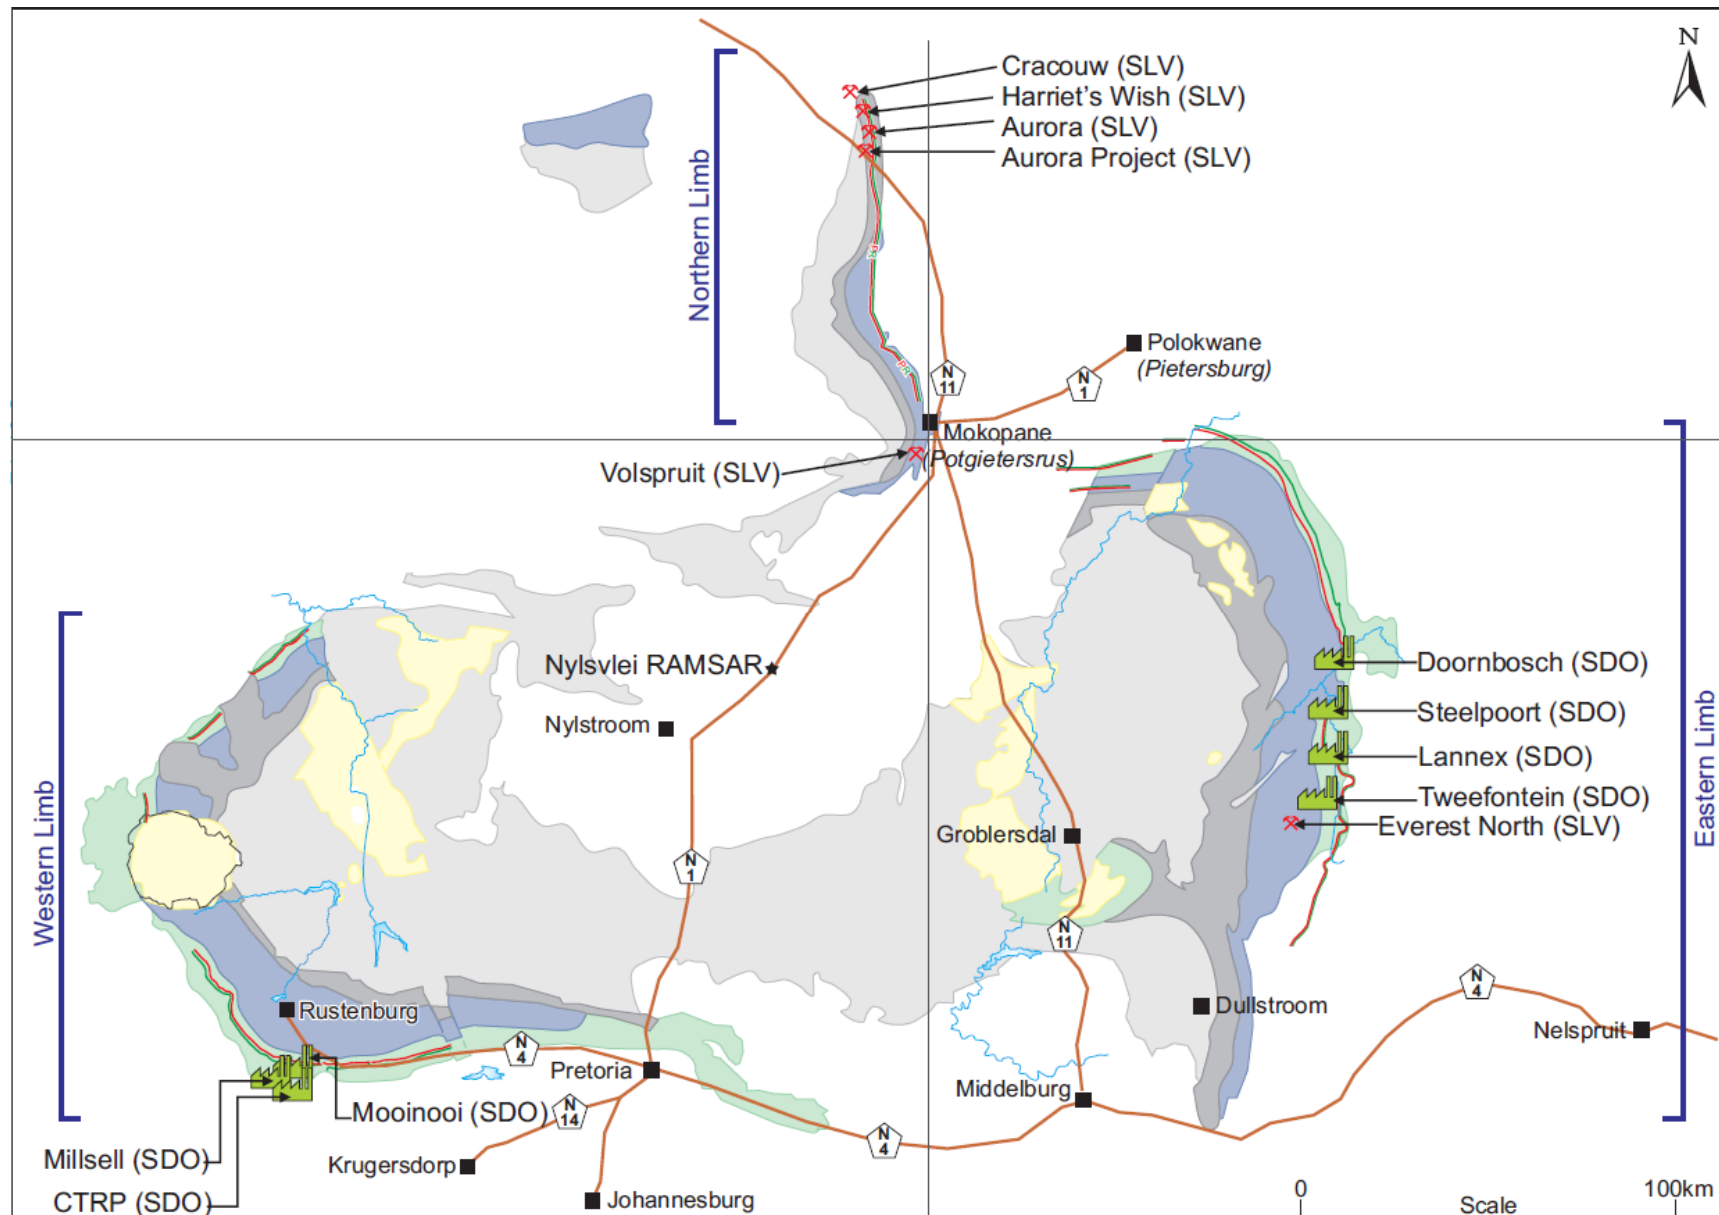 N
Cracouw (SLV)
Harriet's Wish (SLV)
Aurora (SLV)
Aurora Project (SLV)
Northern Limb
PR
PR
N
11
N
1
Polokwane
(Pietersburg)
Mokopane
(Potgietersrus)
Volspruit (SLV)
Nylsvlei RAMSAR
Nylstroom
Doornbosch (SDO)
Steelpoort (SDO)
Lannex (SDO)
Tweefontein (SDO)
Everest North (SLV)
Eastern Limb
Western Limb
Groblersdal
N
1
N
11
N
4
Rustenburg
Dullstroom
Nelspruit
N
4
Pretoria
Middelburg
Mooinooi (SDO)
N
14
N
4
Millsell (SDO)
Krugersdorp
CTRP (SDO)
Johannesburg
0
Scale
100km